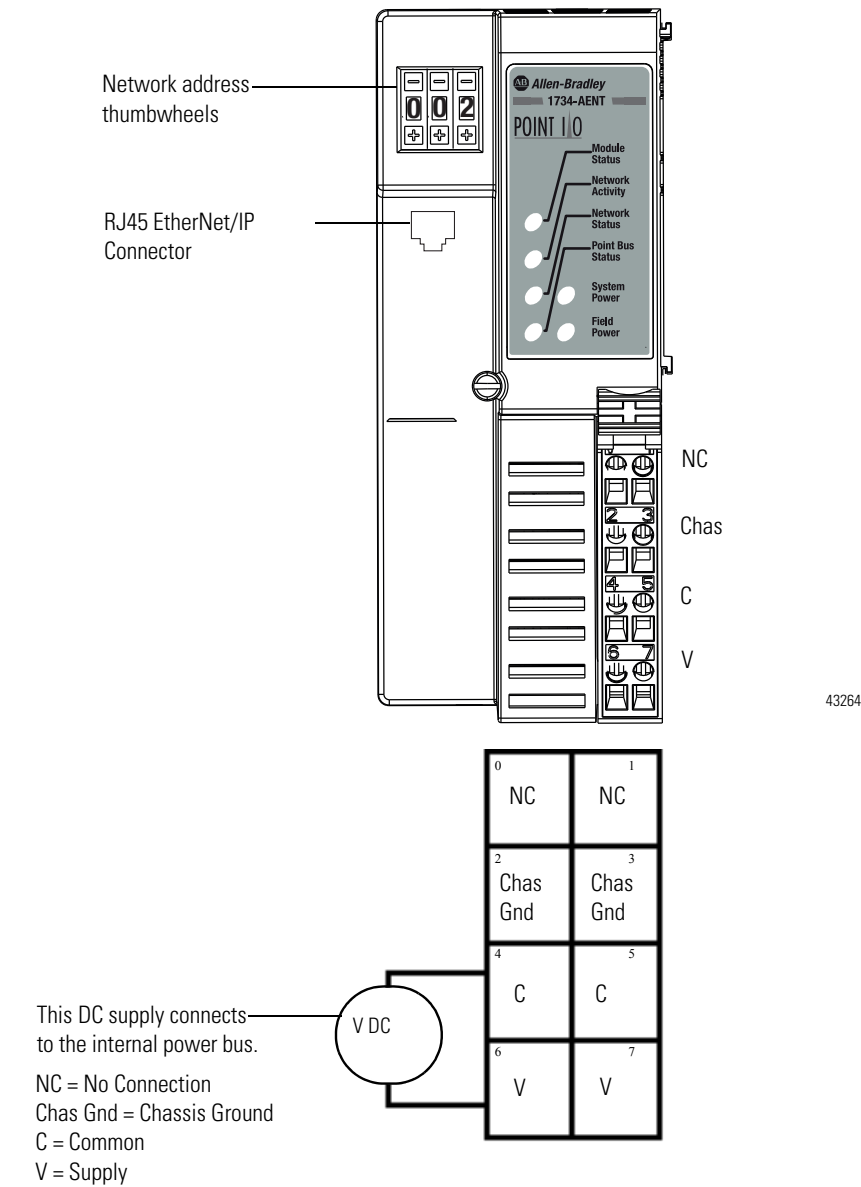 Network address
thumbwheels
002
RJ45 EtherNet/IP
Connector
AB Allen-Bradley
1734-AENT
POINT I/O
Module
Status
Network
Activity
Network
Status
Point Bus
Status
System
Power
Field
Power
NC
2 3
Chas
4 5
C
6 7
V
43264
0 1
NC NC
2 3
Chas Chas
Gnd Gnd
4 5
C C
6 7
V V
V DC
This DC supply connects
to the internal power bus.
NC = No Connection
Chas Gnd = Chassis Ground
C = Common
V = Supply